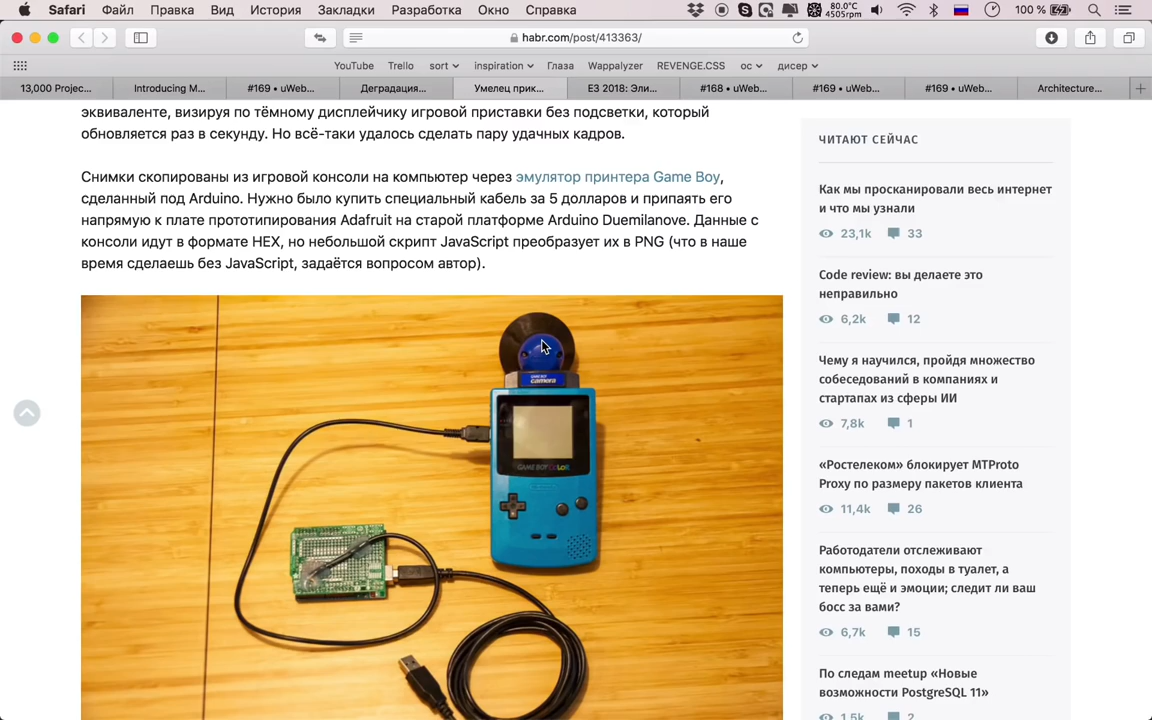 Safari Файл Правка Вид История Закладки Разработка Окно Справка 80.0°C 4505rpm 100 %
habr.com/post/413363/
YouTube Trello sort inspiration Глаза Wappalyzer REVENGE.CSS ос дисер
13,000 Projec... Introducing M... #169 • uWeb... Деградация... Умелец прик... E3 2018: Эли... #168 • uWeb... #169 • uWeb... #169 • uWeb... Architecture...
эквиваленте, визируя по тёмному дисплейчику игровой приставки без подсветки, который
обновляется раз в секунду. Но всё-таки удалось сделать пару удачных кадров.
Снимки скопированы из игровой консоли на компьютер через эмулятор принтера Game Boy,
сделанный под Arduino. Нужно было купить специальный кабель за 5 долларов и припаять его
напрямую к плате прототипирования Adafruit на старой платформе Arduino Duemilanove. Данные с
консоли идут в формате HEX, но небольшой скрипт JavaScript преобразует их в PNG (что в наше
время сделаешь без JavaScript, задаётся вопросом автор).
camera
GAME BOY COLOR
ЧИТАЮТ СЕЙЧАС
Как мы просканировали весь интернет
и что мы узнали
23,1k 33
Code review: вы делаете это
неправильно
6,2k 12
Чему я научился, пройдя множество
собеседований в компаниях и
стартапах из сферы ИИ
7,8k 1
«Ростелеком» блокирует MTProto
Proxy по размеру пакетов клиента
11,4k 26
Работодатели отслеживают
компьютеры, походы в туалет, а
теперь ещё и эмоции; следит ли ваш
босс за вами?
6,7k 15
По следам meetup «Новые
возможности PostgreSQL 11»
1,5k 2